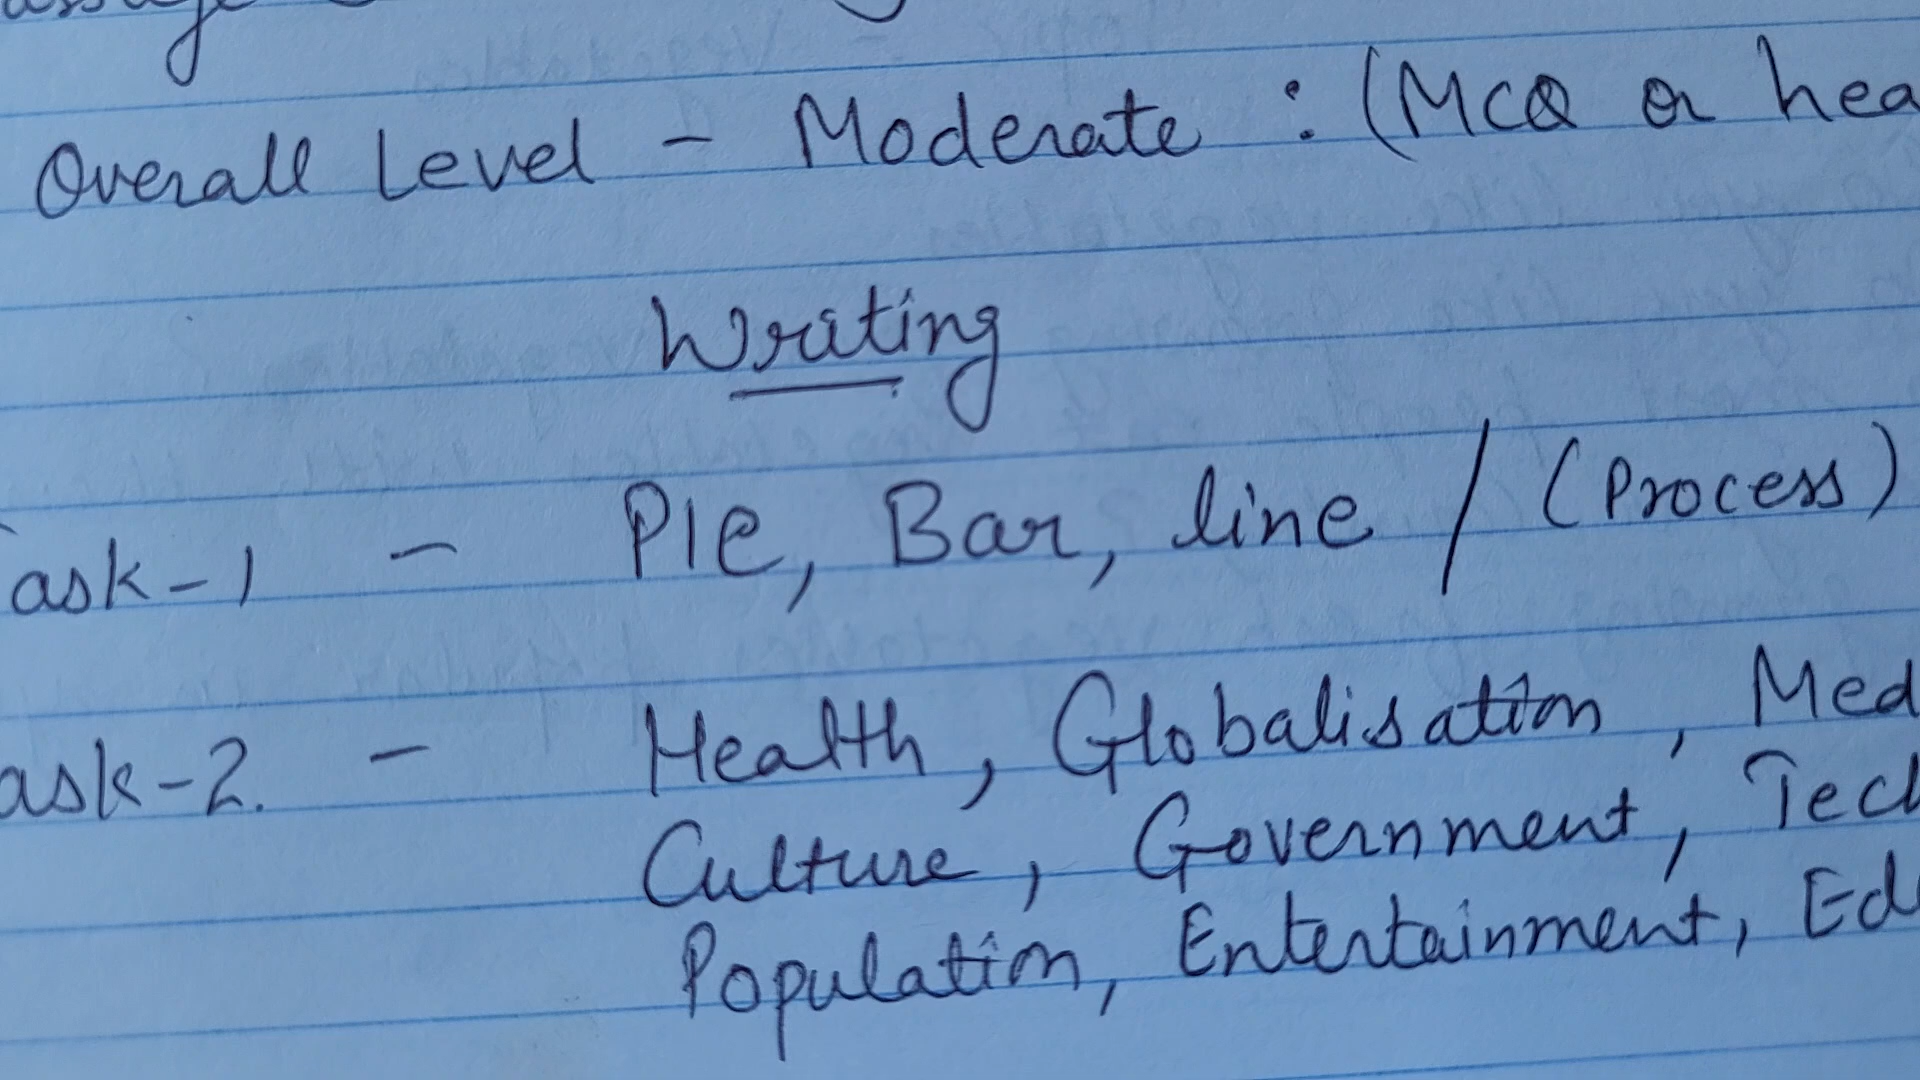 Overall Level - Moderate : (MCQ or hea
Writing
ask-1 - PIe, Bar, line / (Process)
ask-2. - Health, Globalisation, Med
Culture, Government, Tech
Population, Entertainment, Ed